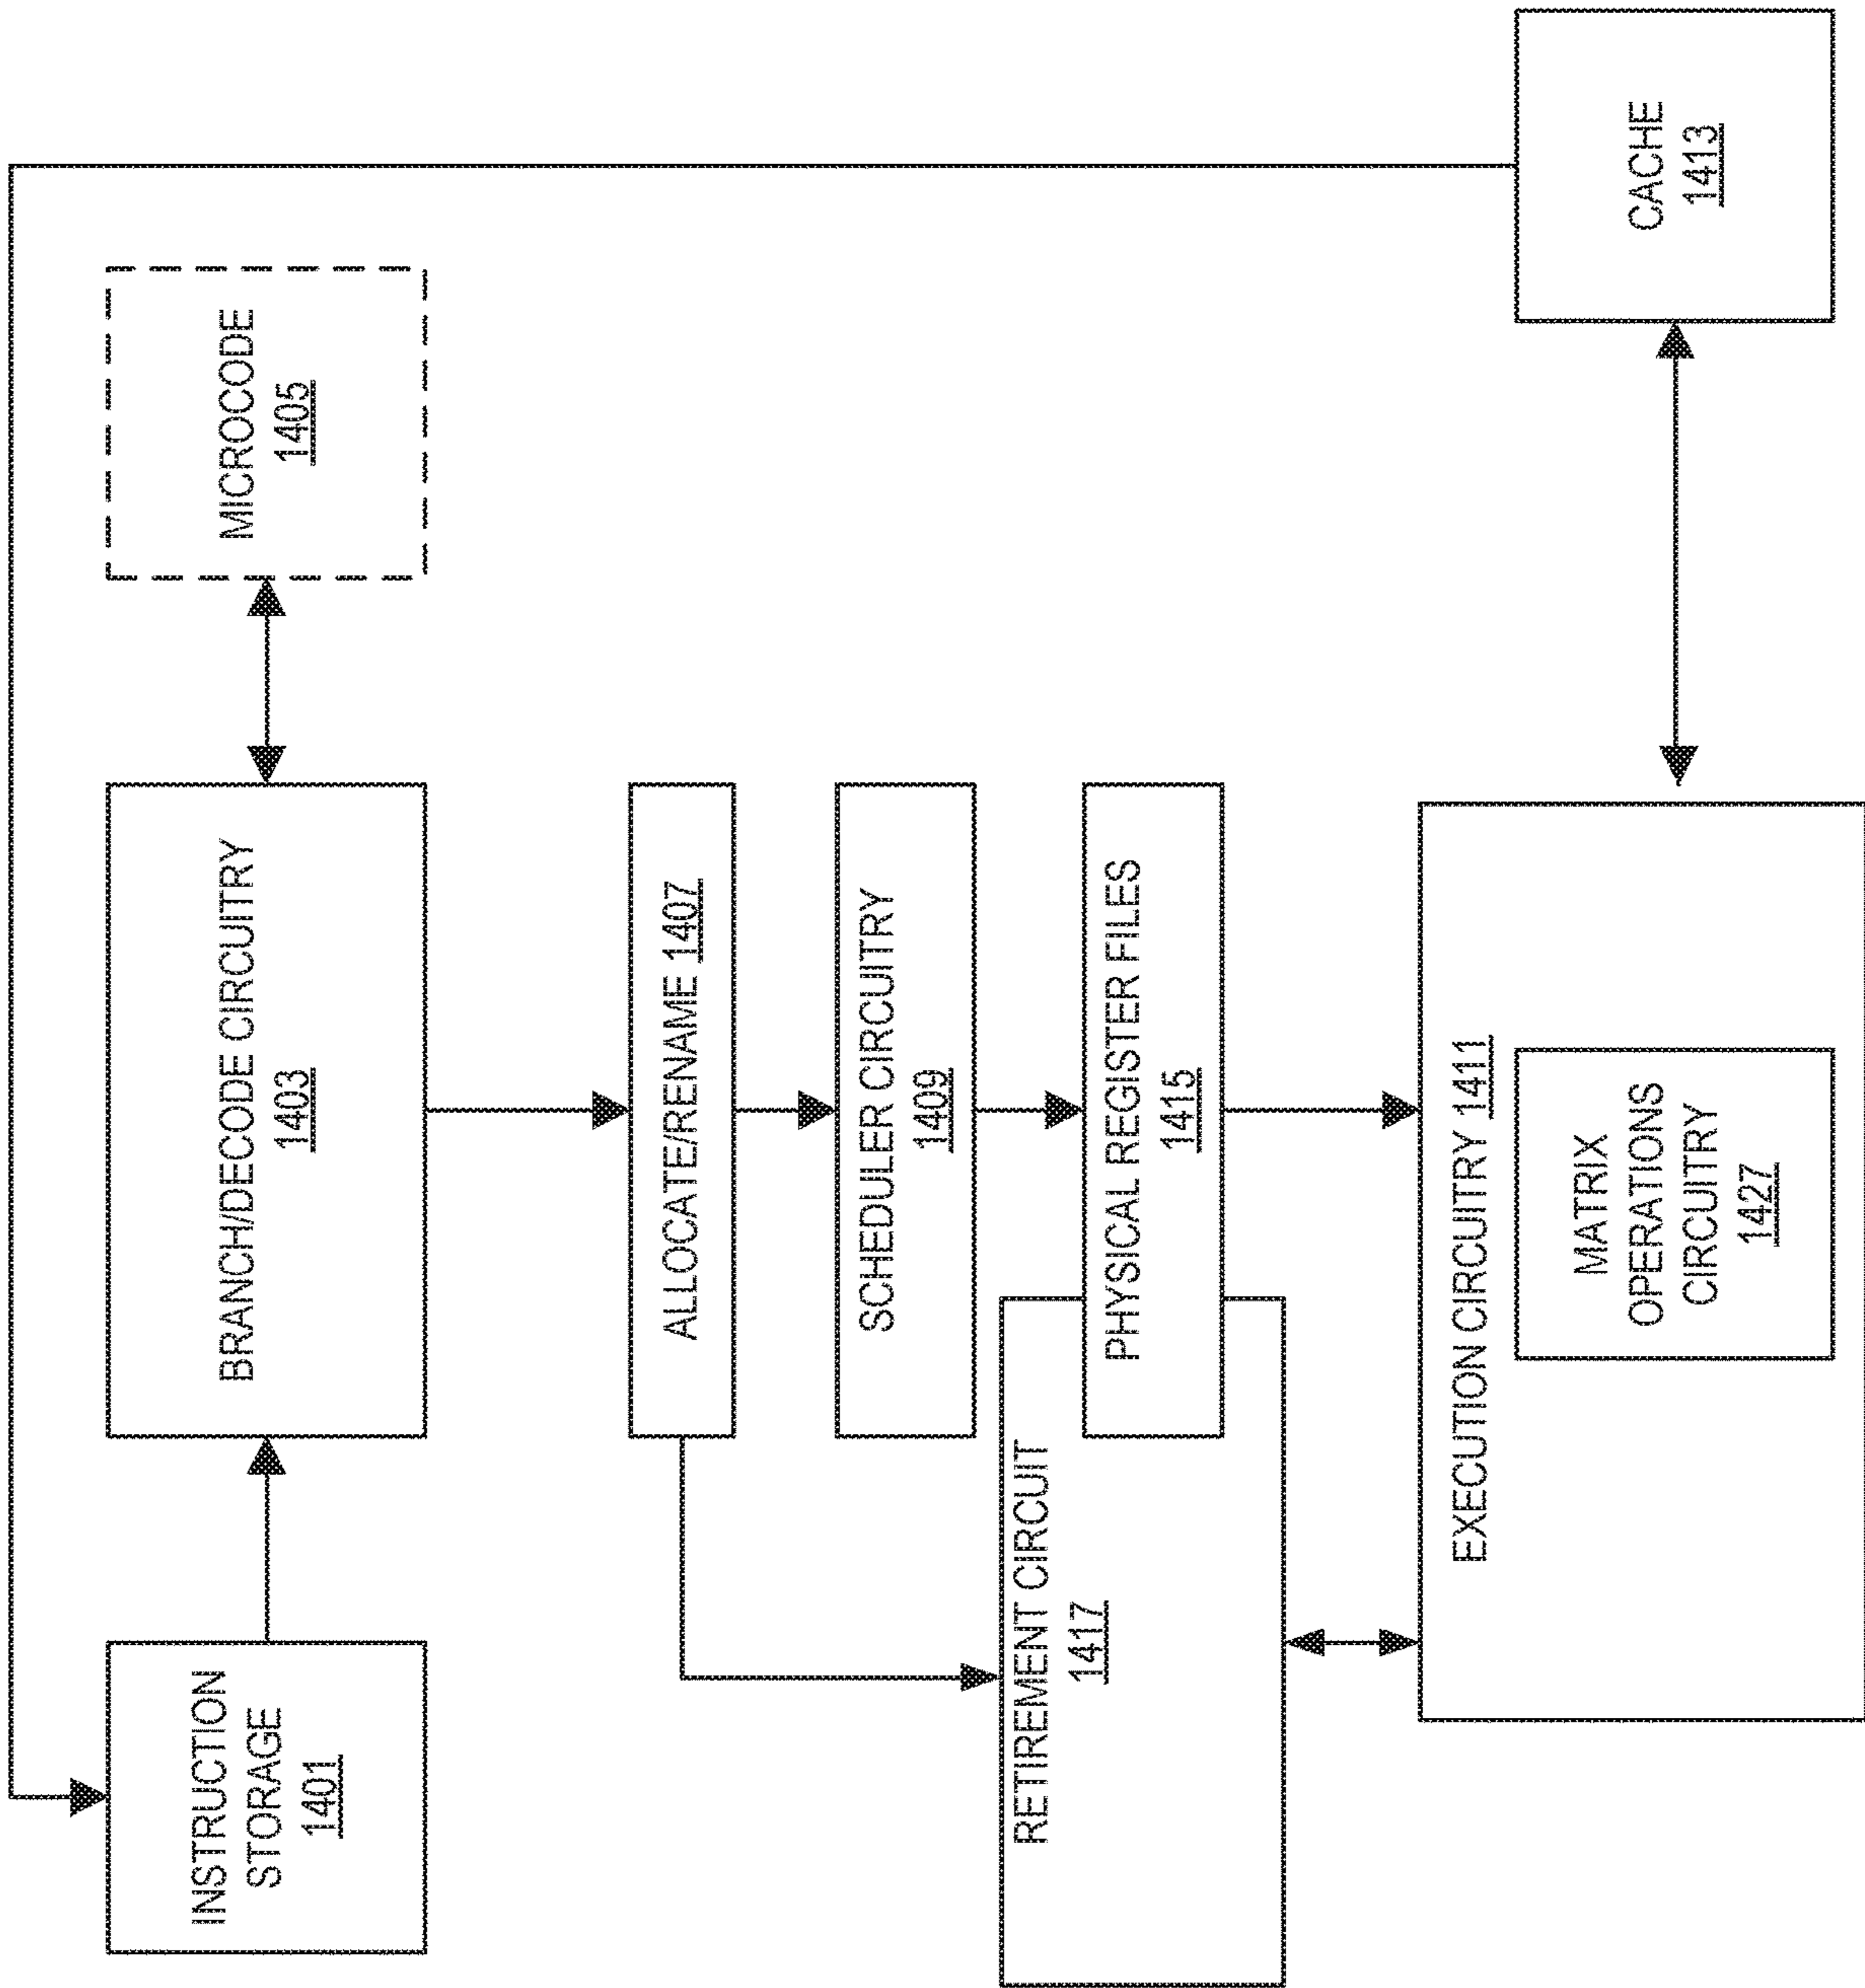 INSTRUCTION
STORAGE
1401
BRANCH/DECODE CIRCUITRY
1403
MICROCODE
1405
ALLOCATE/RENAME 1407
SCHEDULER CIRCUITRY
1409
RETIREMENT CIRCUIT
1417
PHYSICAL REGISTER FILES
1415
EXECUTION CIRCUITRY 1411
MATRIX
OPERATIONS
CIRCUITRY
1427
CACHE
1413